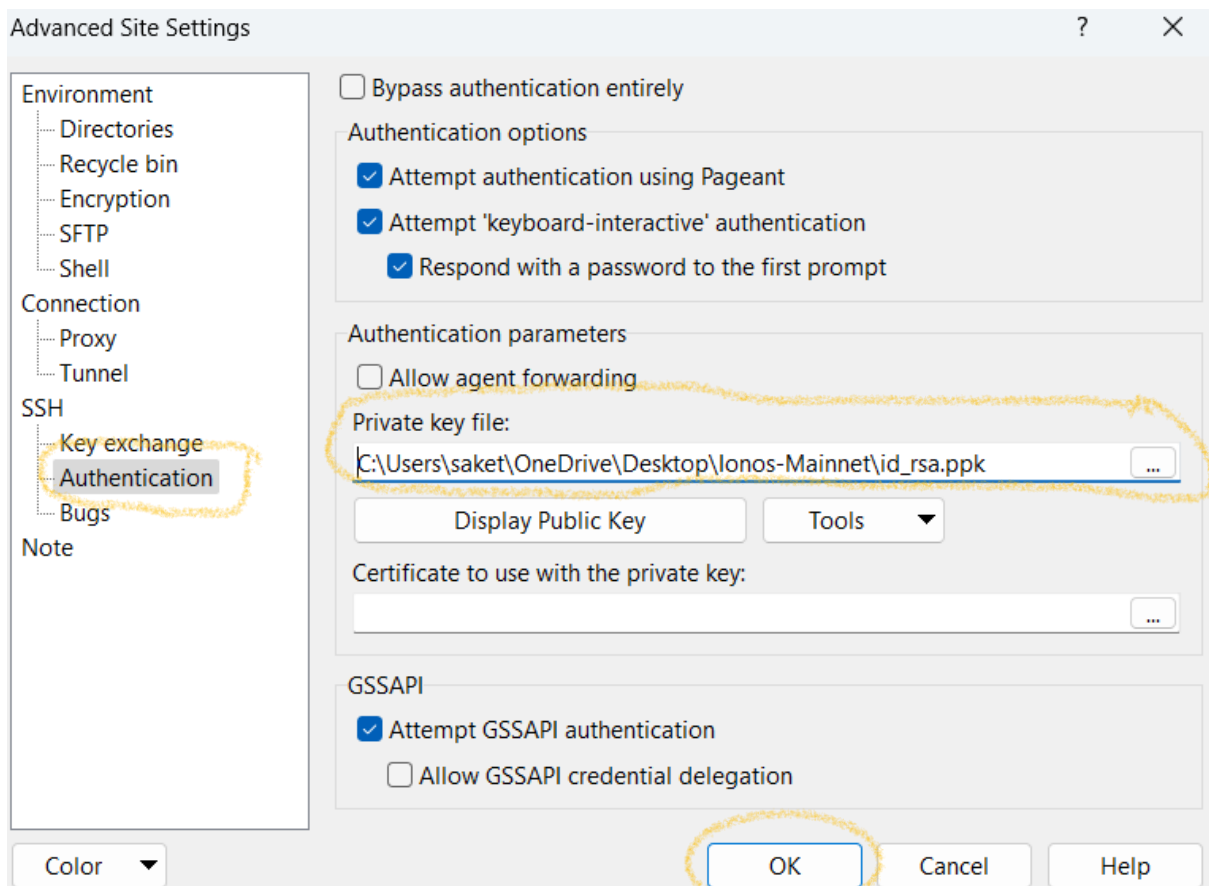 Advanced Site Settings
?
Environment
Directories
Recycle bin
Encryption
SFTP
Shell
Connection
Proxy
Tunnel
SSH
Key exchange
Authentication
Bugs
Note
Bypass authentication entirely
Authentication options
Attempt authentication using Pageant
Attempt 'keyboard-interactive' authentication
Respond with a password to the first prompt
Authentication parameters
Allow agent forwarding
Private key file:
C:\Users\saket\OneDrive\Desktop\Ionos-Mainnet\id_rsa.ppk
...
Display Public Key
Tools
Certificate to use with the private key:
...
GSSAPI
Attempt GSSAPI authentication
Allow GSSAPI credential delegation
Color
OK
Cancel
Help